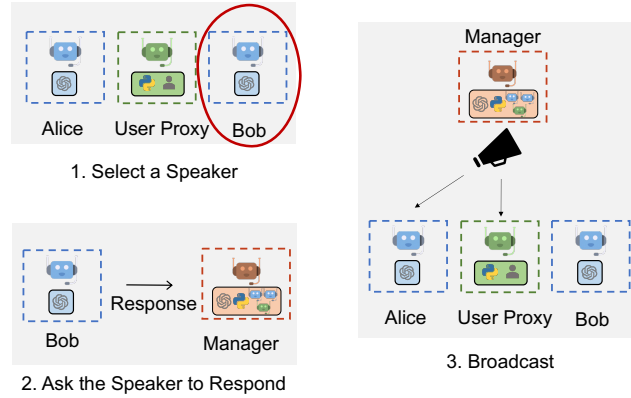 Alice
User Proxy
Bob
1. Select a Speaker
Bob
Response
Manager
2. Ask the Speaker to Respond
Manager
Alice
User Proxy
Bob
3. Broadcast